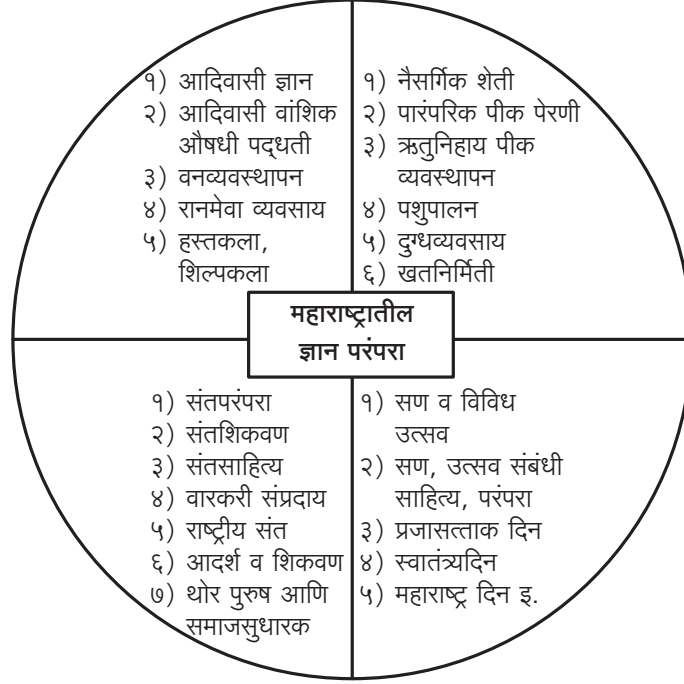 १) आदिवासी ज्ञान
२) आदिवासी वांशिक
औषधी पद्धती
३) वनव्यवस्थापन
४) रानमेवा व्यवसाय
५) हस्तकला,
शिल्पकला
१) नैसर्गिक शेती
२) पारंपरिक पीक पेरणी
३) ऋतुनिहाय पीक
व्यवस्थापन
४) पशुपालन
५) दुग्धव्यवसाय
६) खतनिर्मिती
महाराष्ट्रातील
ज्ञान परंपरा
१) संतपरंपरा
२) संतशिकवण
३) संतसाहित्य
४) वारकरी संप्रदाय
५) राष्ट्रीय संत
६) आदर्श व शिकवण
७) थोर पुरुष आणि
समाजसुधारक
१) सण व विविध
उत्सव
२) सण, उत्सव संबंधी
साहित्य, परंपरा
३) प्रजासत्ताक दिन
४) स्वातंत्र्यदिन
५) महाराष्ट्र दिन इ.